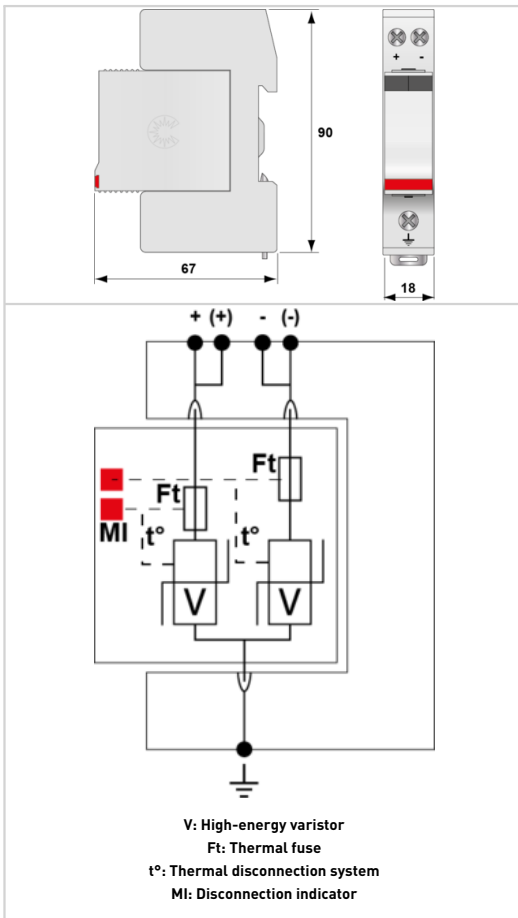 + -
90
67
18
+ (+) - (-)
Ft
Ft
MI t° t°
V V
V: High-energy varistor
Ft: Thermal fuse
t°: Thermal disconnection system
MI: Disconnection indicator